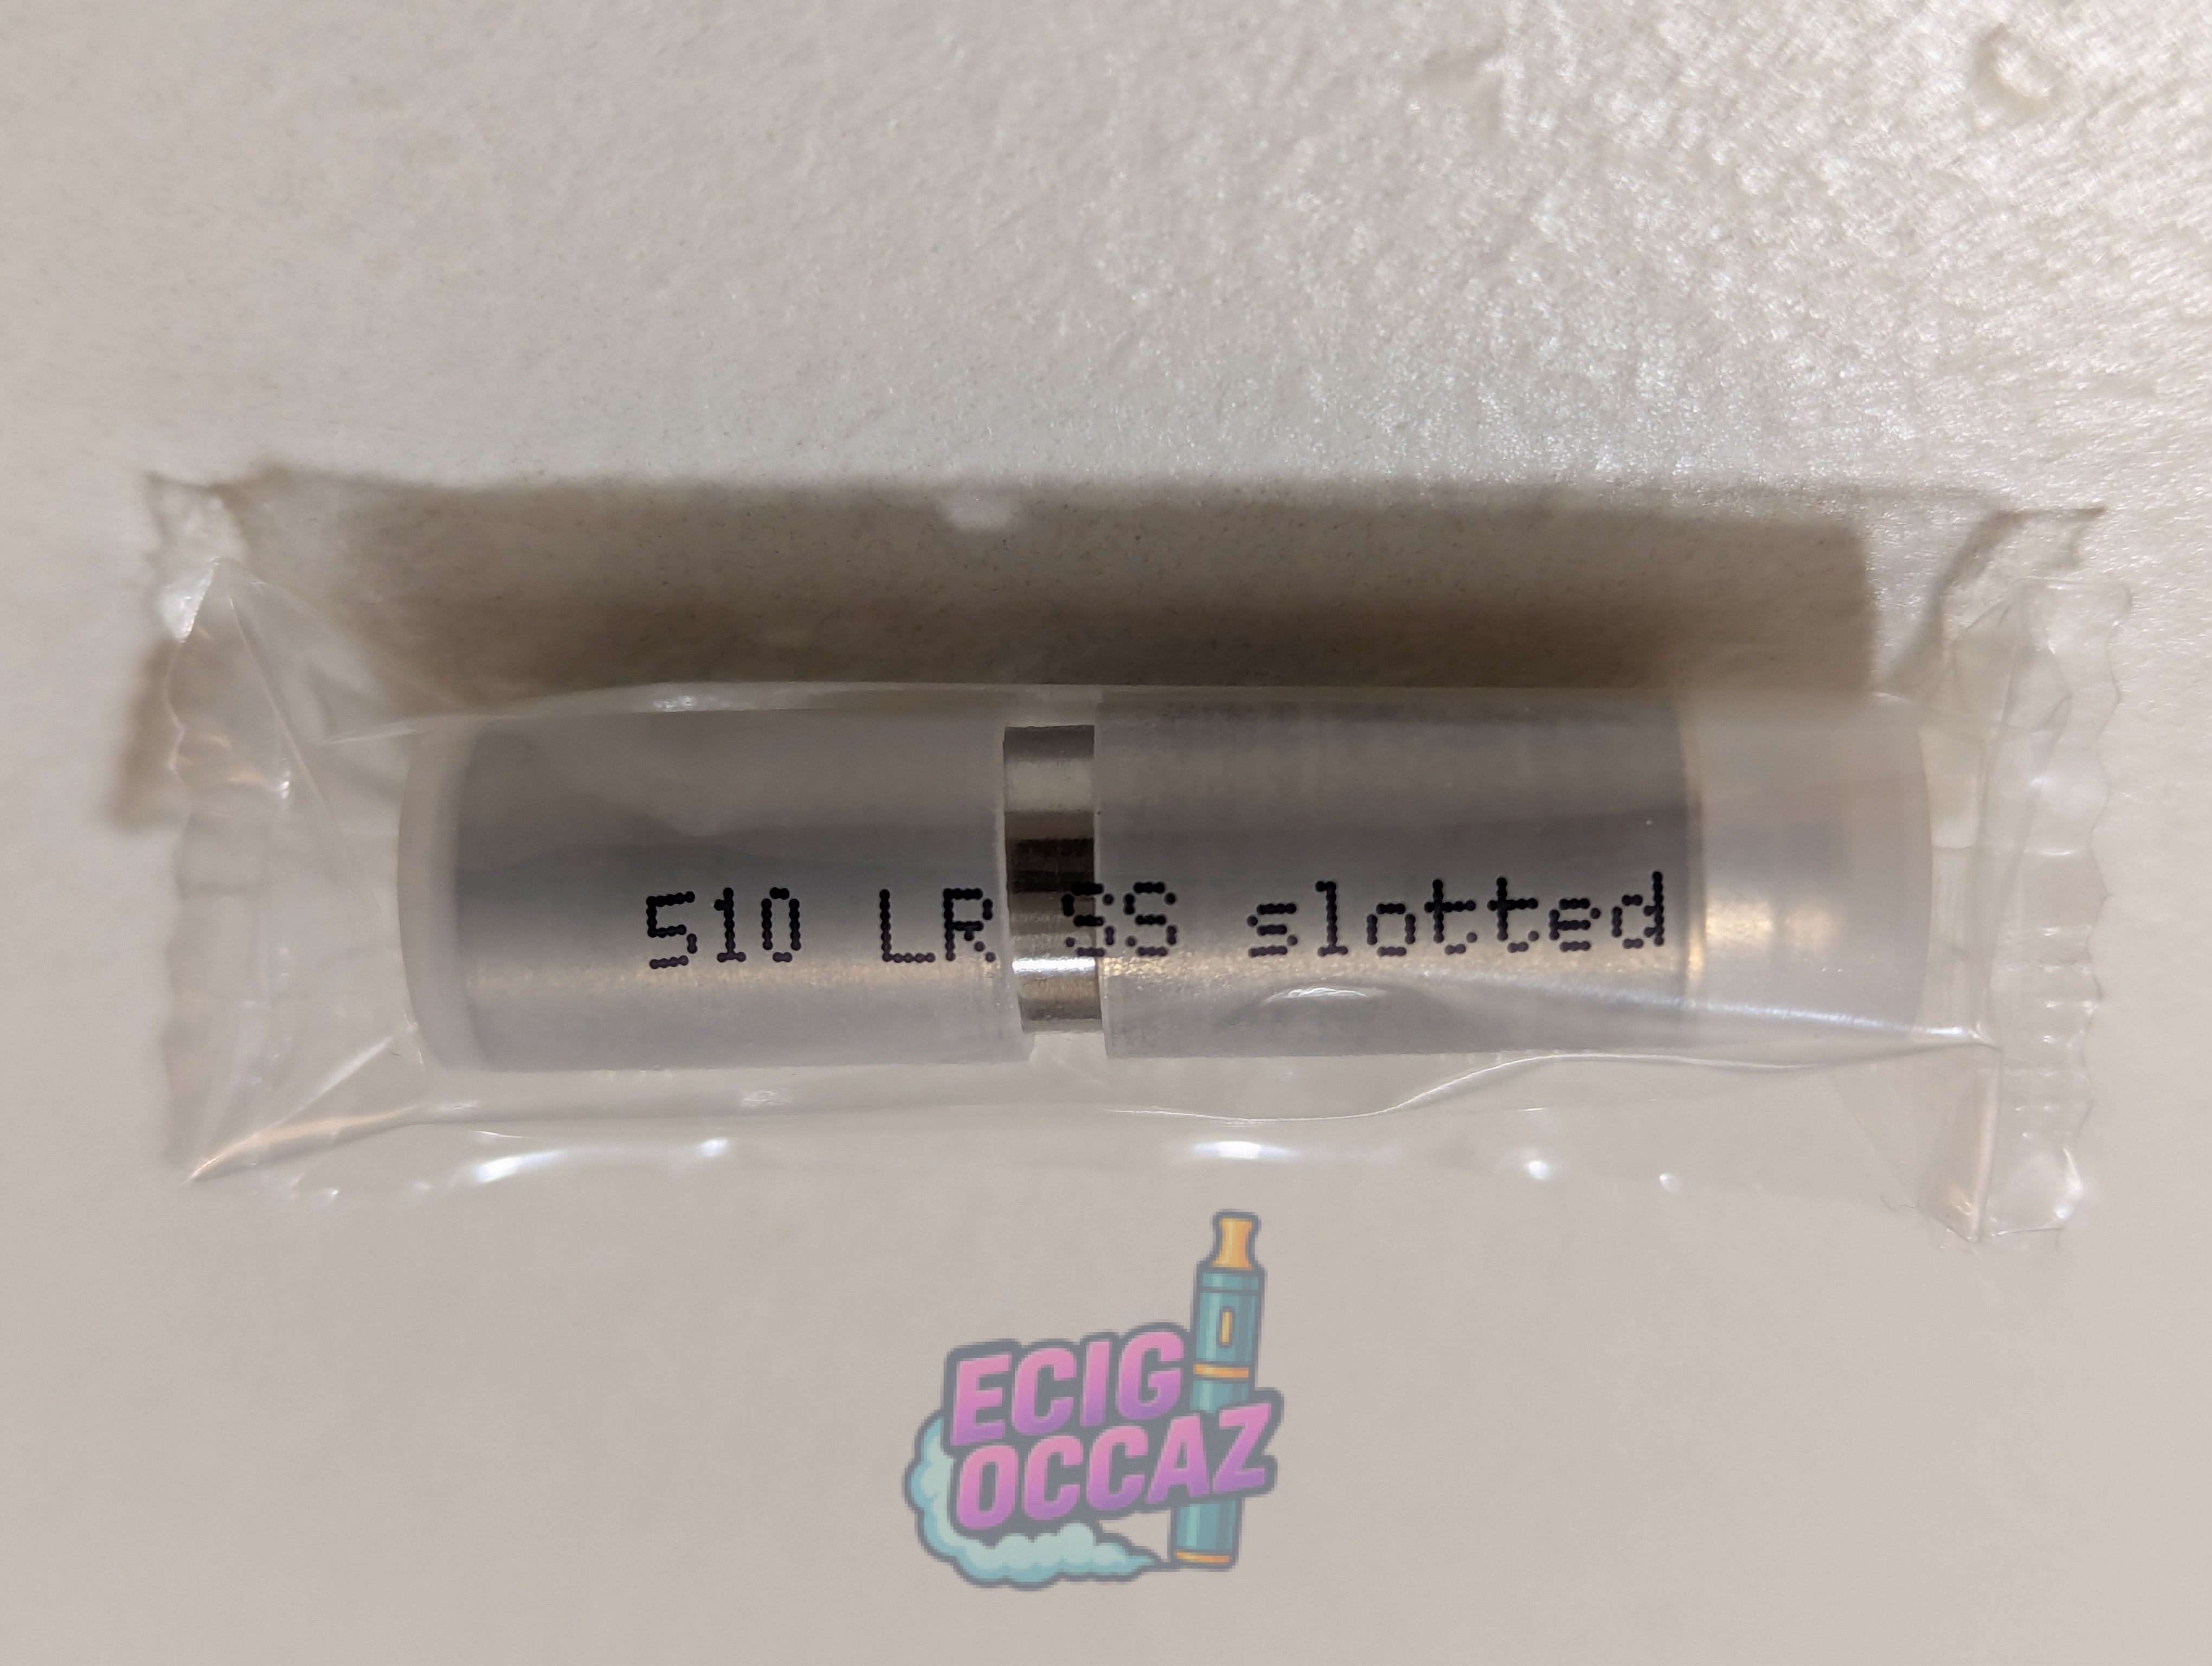 510 LR SS slotted
ECIG
OCCAZ